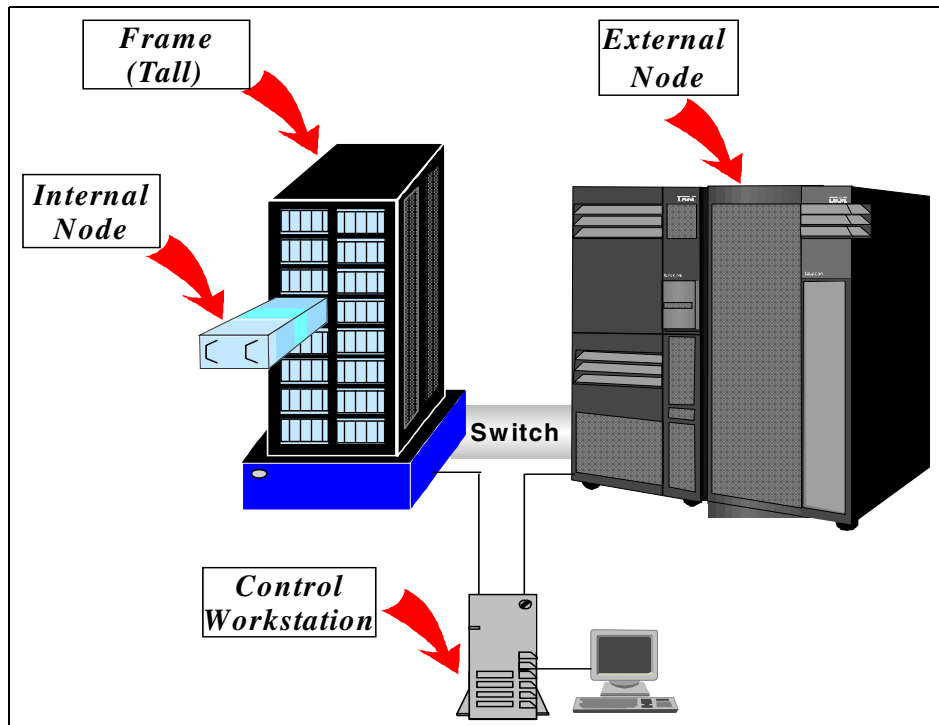 Frame
(Tall)
External
Node
Internal
Node
Switch
Control
Workstation